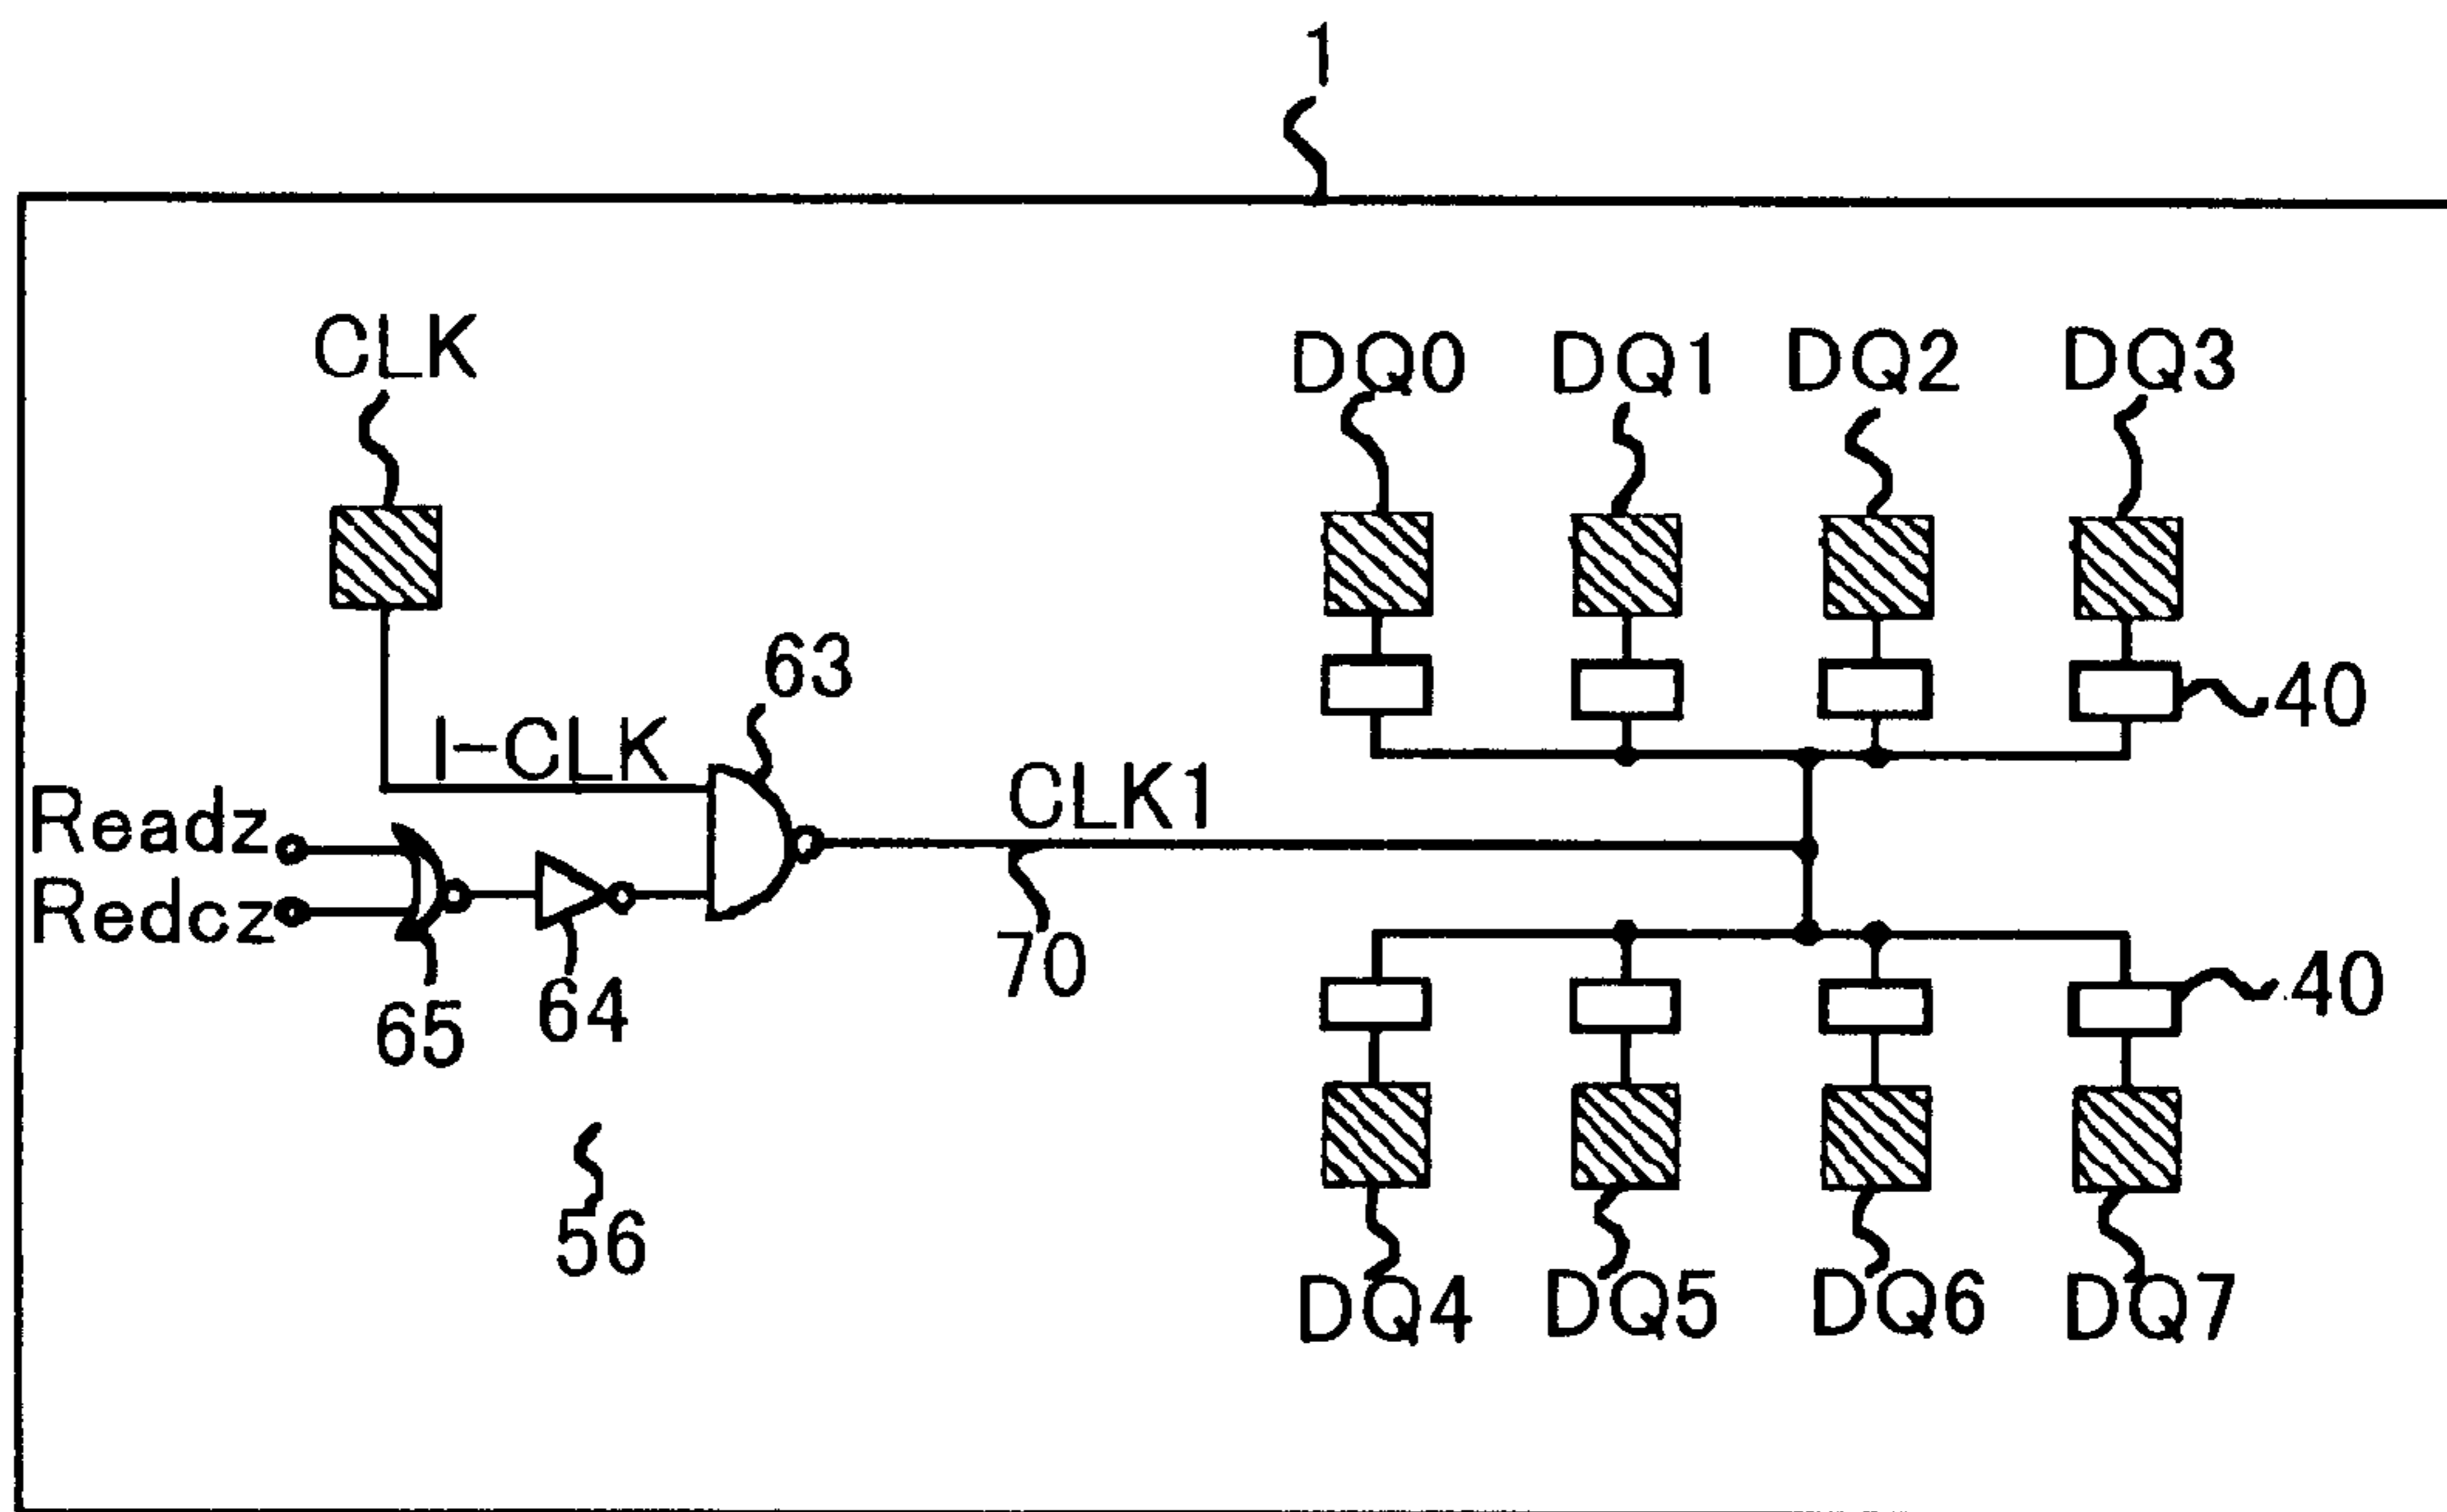 1
CLK
DQ0 DQ1 DQ2 DQ3
63
40
I-CLK
CLK1
Readz
Redcz
70
65
64
40
56
DQ4 DQ5 DQ6 DQ7